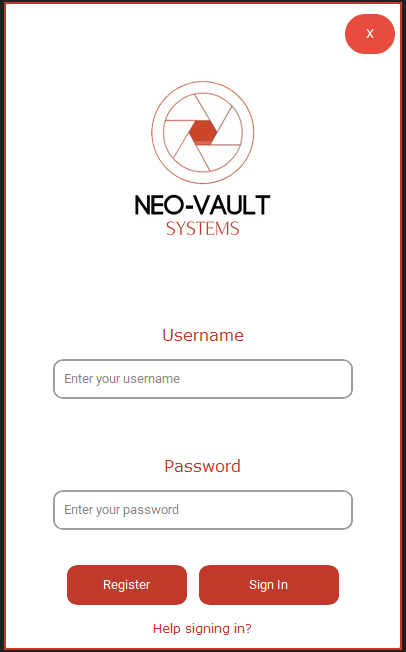 X
NEO-VAULT
SYSTEMS
Username
Enter your username
Password
Enter your password
Register Sign In
Help signing in?